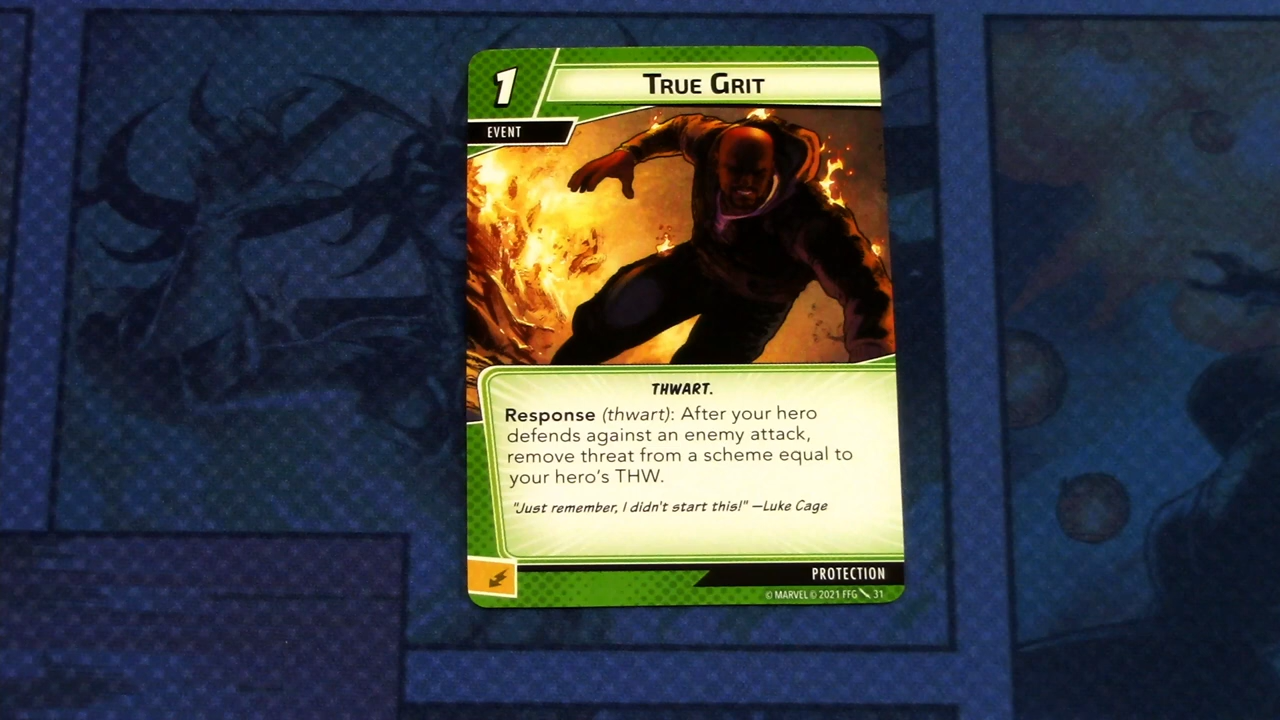 1
TRUE GRIT
EVENT
THWART.
Response (thwart): After your hero
defends against an enemy attack,
remove threat from a scheme equal to
your hero's THW.
"Just remember, I didn't start this!" —Luke Cage
PROTECTION
© MARVEL © 2021 FFG 31